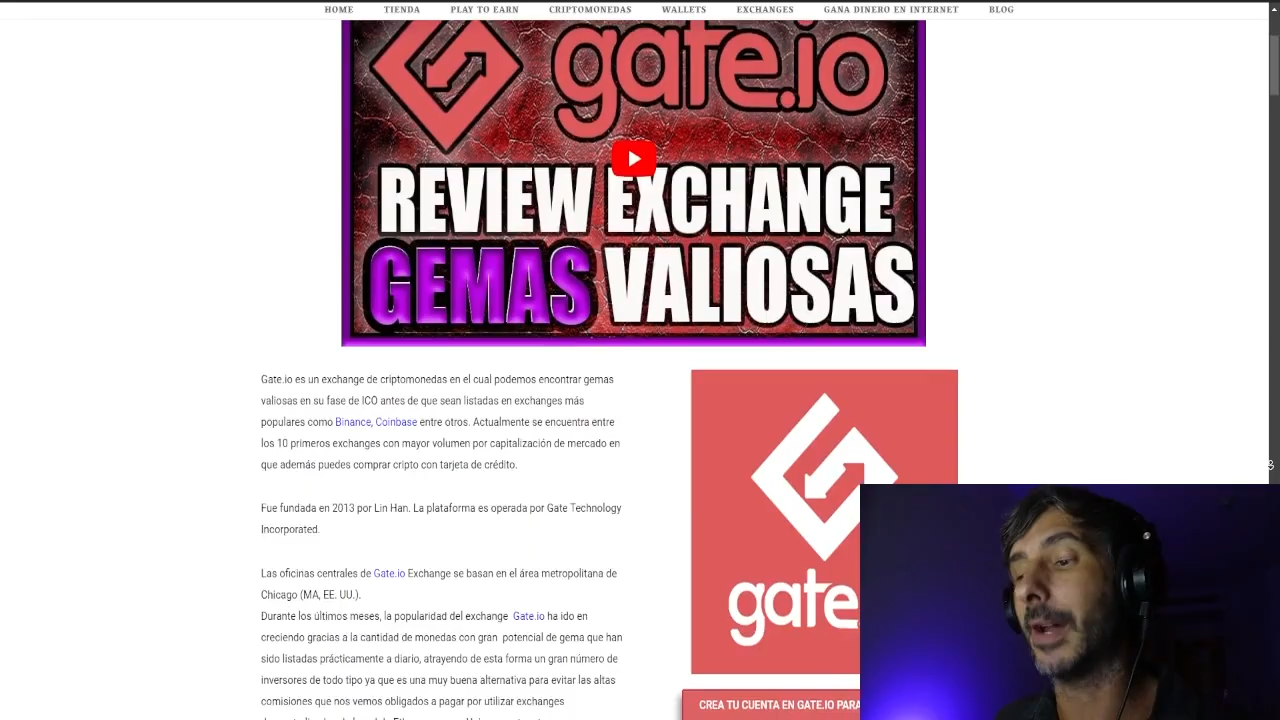 HOME TIENDA PLAY TO EARN CRIPTOMONEDAS WALLETS EXCHANGES GANA DINERO EN INTERNET BLOG
gate.io
REVIEW EXCHANGE
GEMAS VALIOSAS
Gate.io es un exchange de criptomonedas en el cual podemos encontrar gemas
valiosas en su fase de ICO antes de que sean listadas en exchanges más
populares como Binance, Coinbase entre otros. Actualmente se encuentra entre
los 10 primeros exchanges con mayor volumen por capitalización de mercado en
que además puedes comprar cripto con tarjeta de crédito.
Fue fundada en 2013 por Lin Han. La plataforma es operada por Gate Technology
Incorporated.
Las oficinas centrales de Gate.io Exchange se basan en el área metropolitana de
Chicago (MA, EE. UU.).
Durante los últimos meses, la popularidad del exchange Gate.io ha ido en
creciendo gracias a la cantidad de monedas con gran potencial de gema que han
sido listadas prácticamente a diario, atrayendo de esta forma un gran número de
inversores de todo tipo ya que es una muy buena alternativa para evitar las altas
comisiones que nos vemos obligados a pagar por utilizar exchanges
gate.
CREA TU CUENTA EN GATE.IO PARA